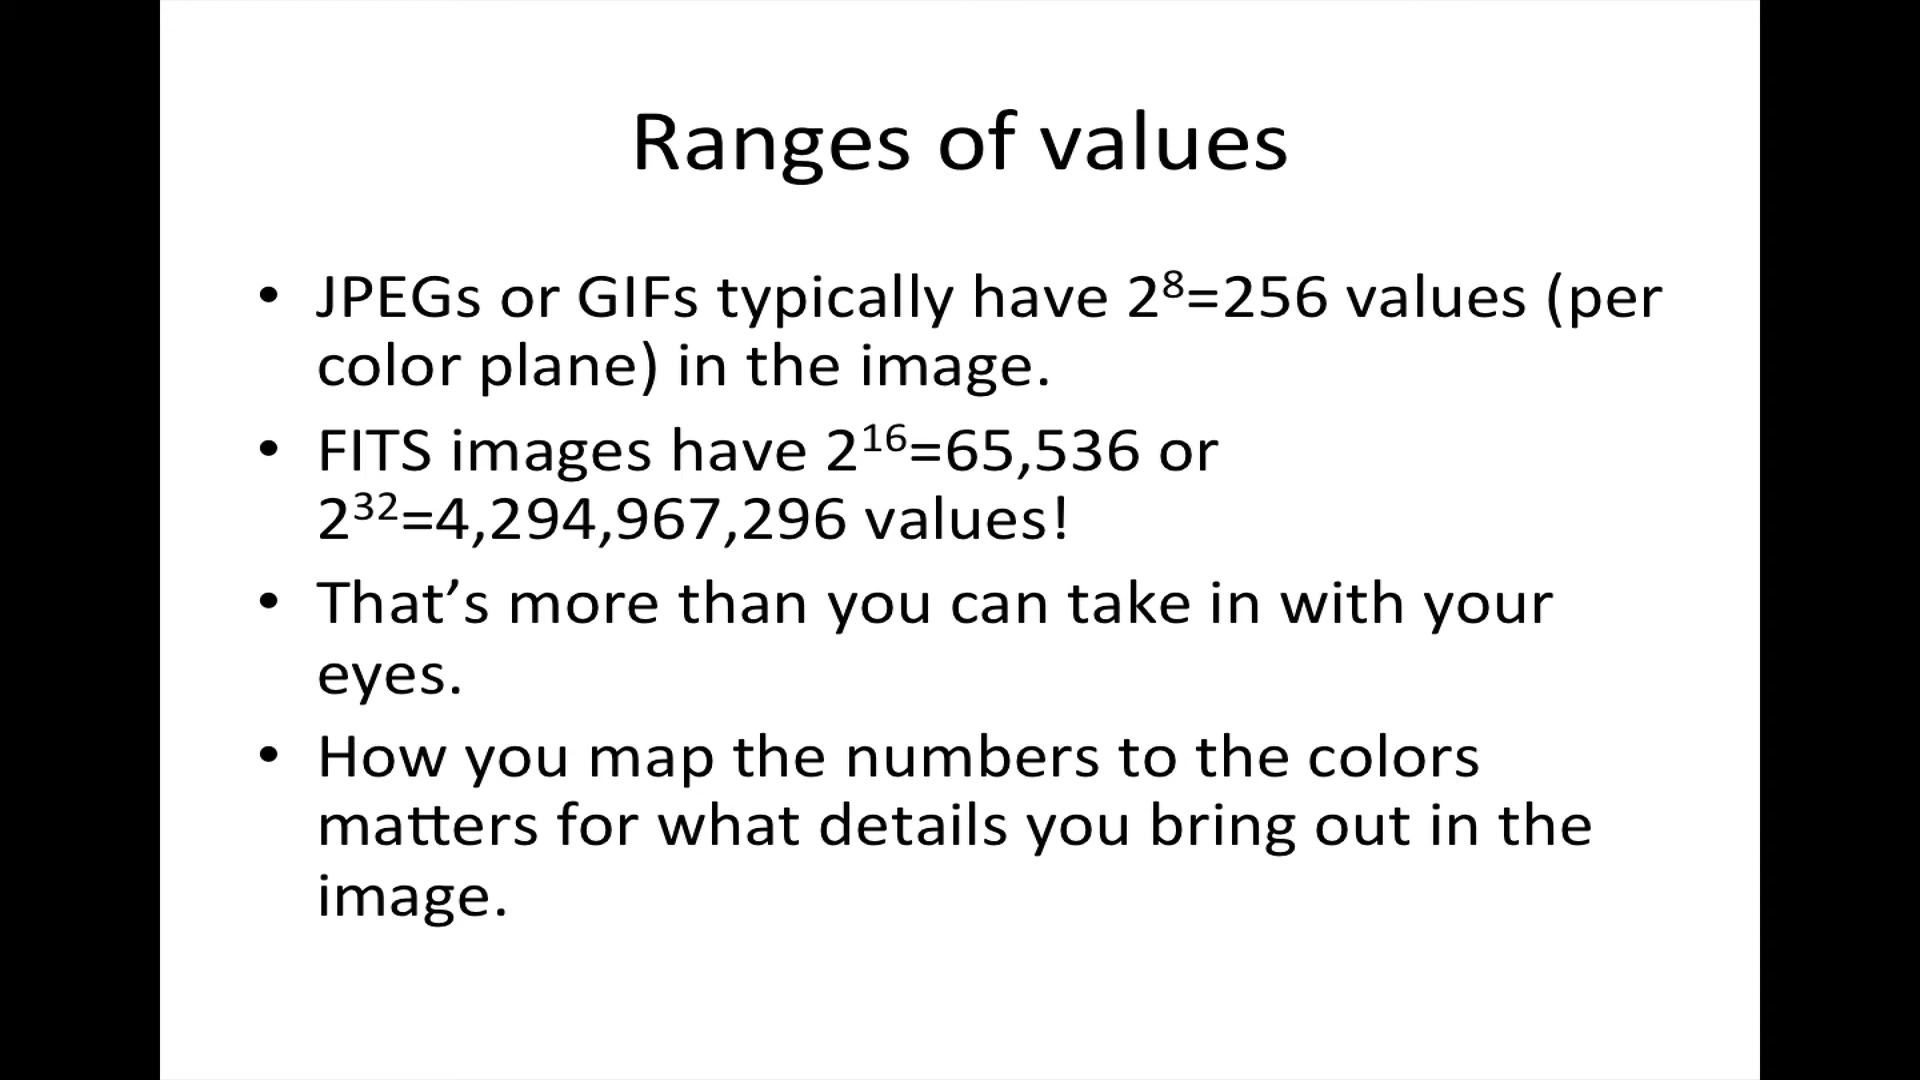 Ranges of values
• JPEGs or GIFs typically have 2⁸=256 values (per
color plane) in the image.
• FITS images have 2¹⁶=65,536 or
2³²=4,294,967,296 values!
• That’s more than you can take in with your
eyes.
• How you map the numbers to the colors
matters for what details you bring out in the
image.